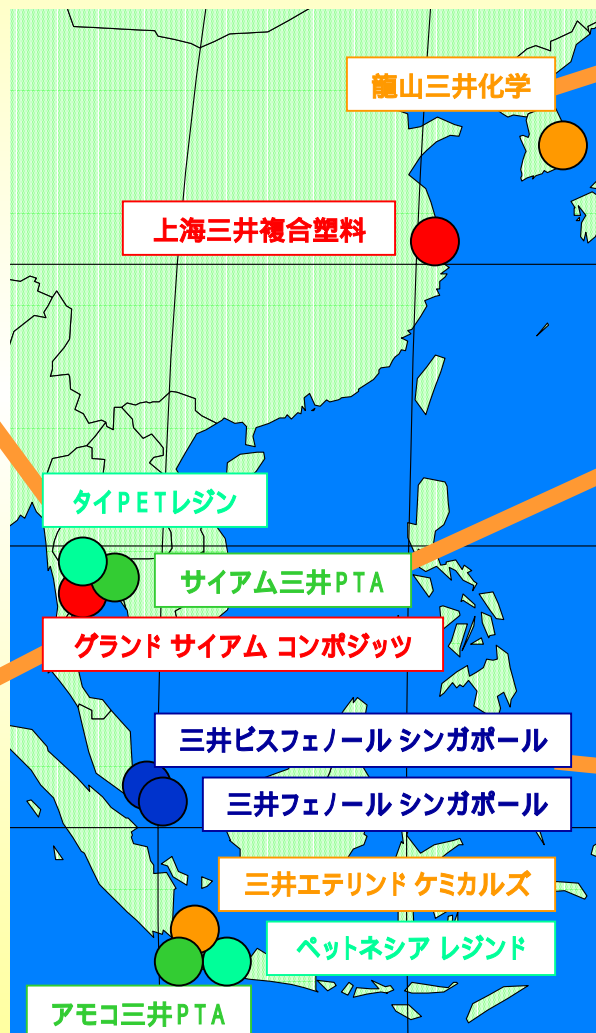 龍山三井化学
上海三井複合塑料
タイPETレジン
サイアム三井PTA
グランド サイアム コンポジッツ
三井ビスフェノール シンガポール
三井フェノール シンガポール
三井エテリンド ケミカルズ
ペットネシア レジンド
アモコ三井PTA